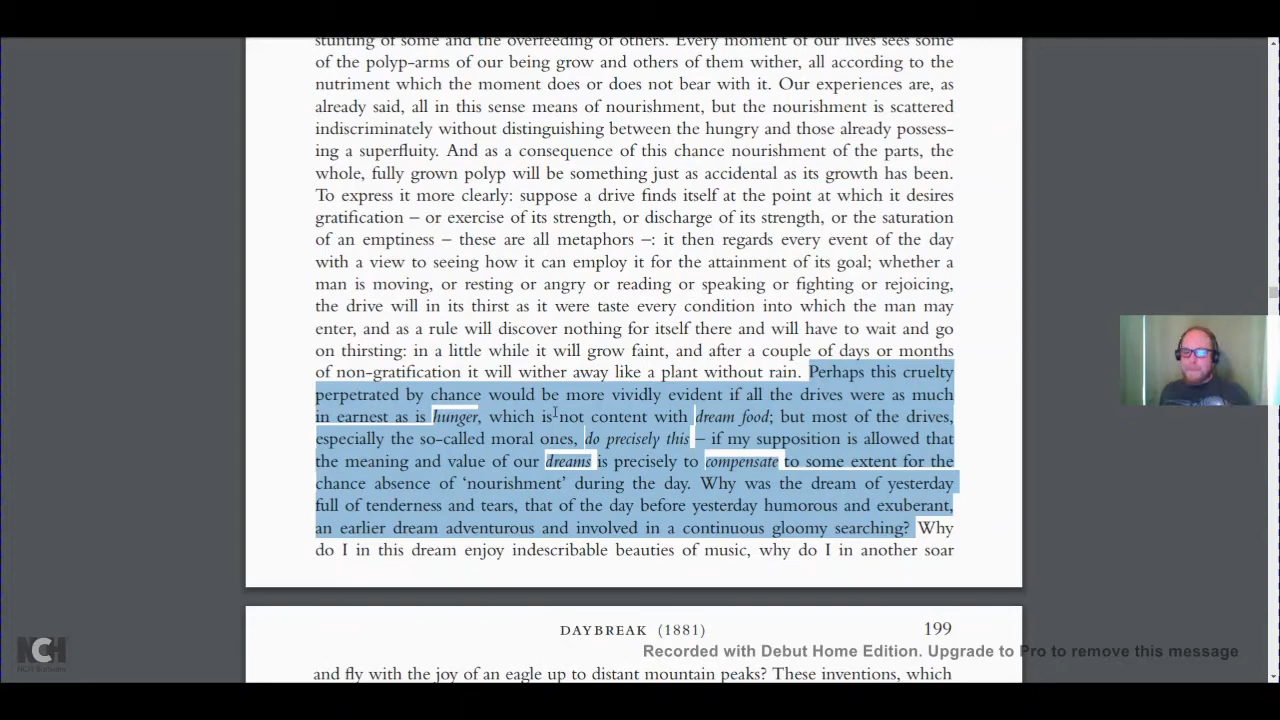 stunting of some and the overfeeding of others. Every moment of our lives sees some
of the polyp-arms of our being grow and others of them wither, all according to the
nutriment which the moment does or does not bear with it. Our experiences are, as
already said, all in this sense means of nourishment, but the nourishment is scattered
indiscriminately without distinguishing between the hungry and those already possess-
ing a superfluity. And as a consequence of this chance nourishment of the parts, the
whole, fully grown polyp will be something just as accidental as its growth has been.
To express it more clearly: suppose a drive finds itself at the point at which it desires
gratification – or exercise of its strength, or discharge of its strength, or the saturation
of an emptiness – these are all metaphors –: it then regards every event of the day
with a view to seeing how it can employ it for the attainment of its goal; whether a
man is moving, or resting or angry or reading or speaking or fighting or rejoicing,
the drive will in its thirst as it were taste every condition into which the man may
enter, and as a rule will discover nothing for itself there and will have to wait and go
on thirsting: in a little while it will grow faint, and after a couple of days or months
of non-gratification it will wither away like a plant without rain. Perhaps this cruelty
perpetrated by chance would be more vividly evident if all the drives were as much
in earnest as is hunger, which is not content with dream food; but most of the drives,
especially the so-called moral ones, do precisely this – if my supposition is allowed that
the meaning and value of our dreams is precisely to compensate to some extent for the
chance absence of ‘nourishment’ during the day. Why was the dream of yesterday
full of tenderness and tears, that of the day before yesterday humorous and exuberant,
an earlier dream adventurous and involved in a continuous gloomy searching? Why
do I in this dream enjoy indescribable beauties of music, why do I in another soar
DAYBREAK (1881) 199
Recorded with Debut Home Edition. Upgrade to Pro to remove this message
and fly with the joy of an eagle up to distant mountain peaks? These inventions, which
NCH